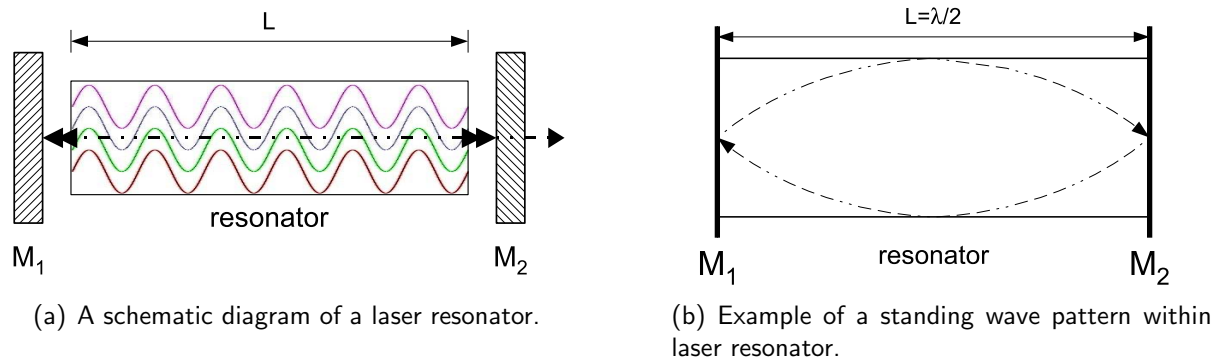 L
resonator
M₁
M₂
(a) A schematic diagram of a laser resonator.
L=λ/2
resonator
M₁
M₂
(b) Example of a standing wave pattern within
laser resonator.